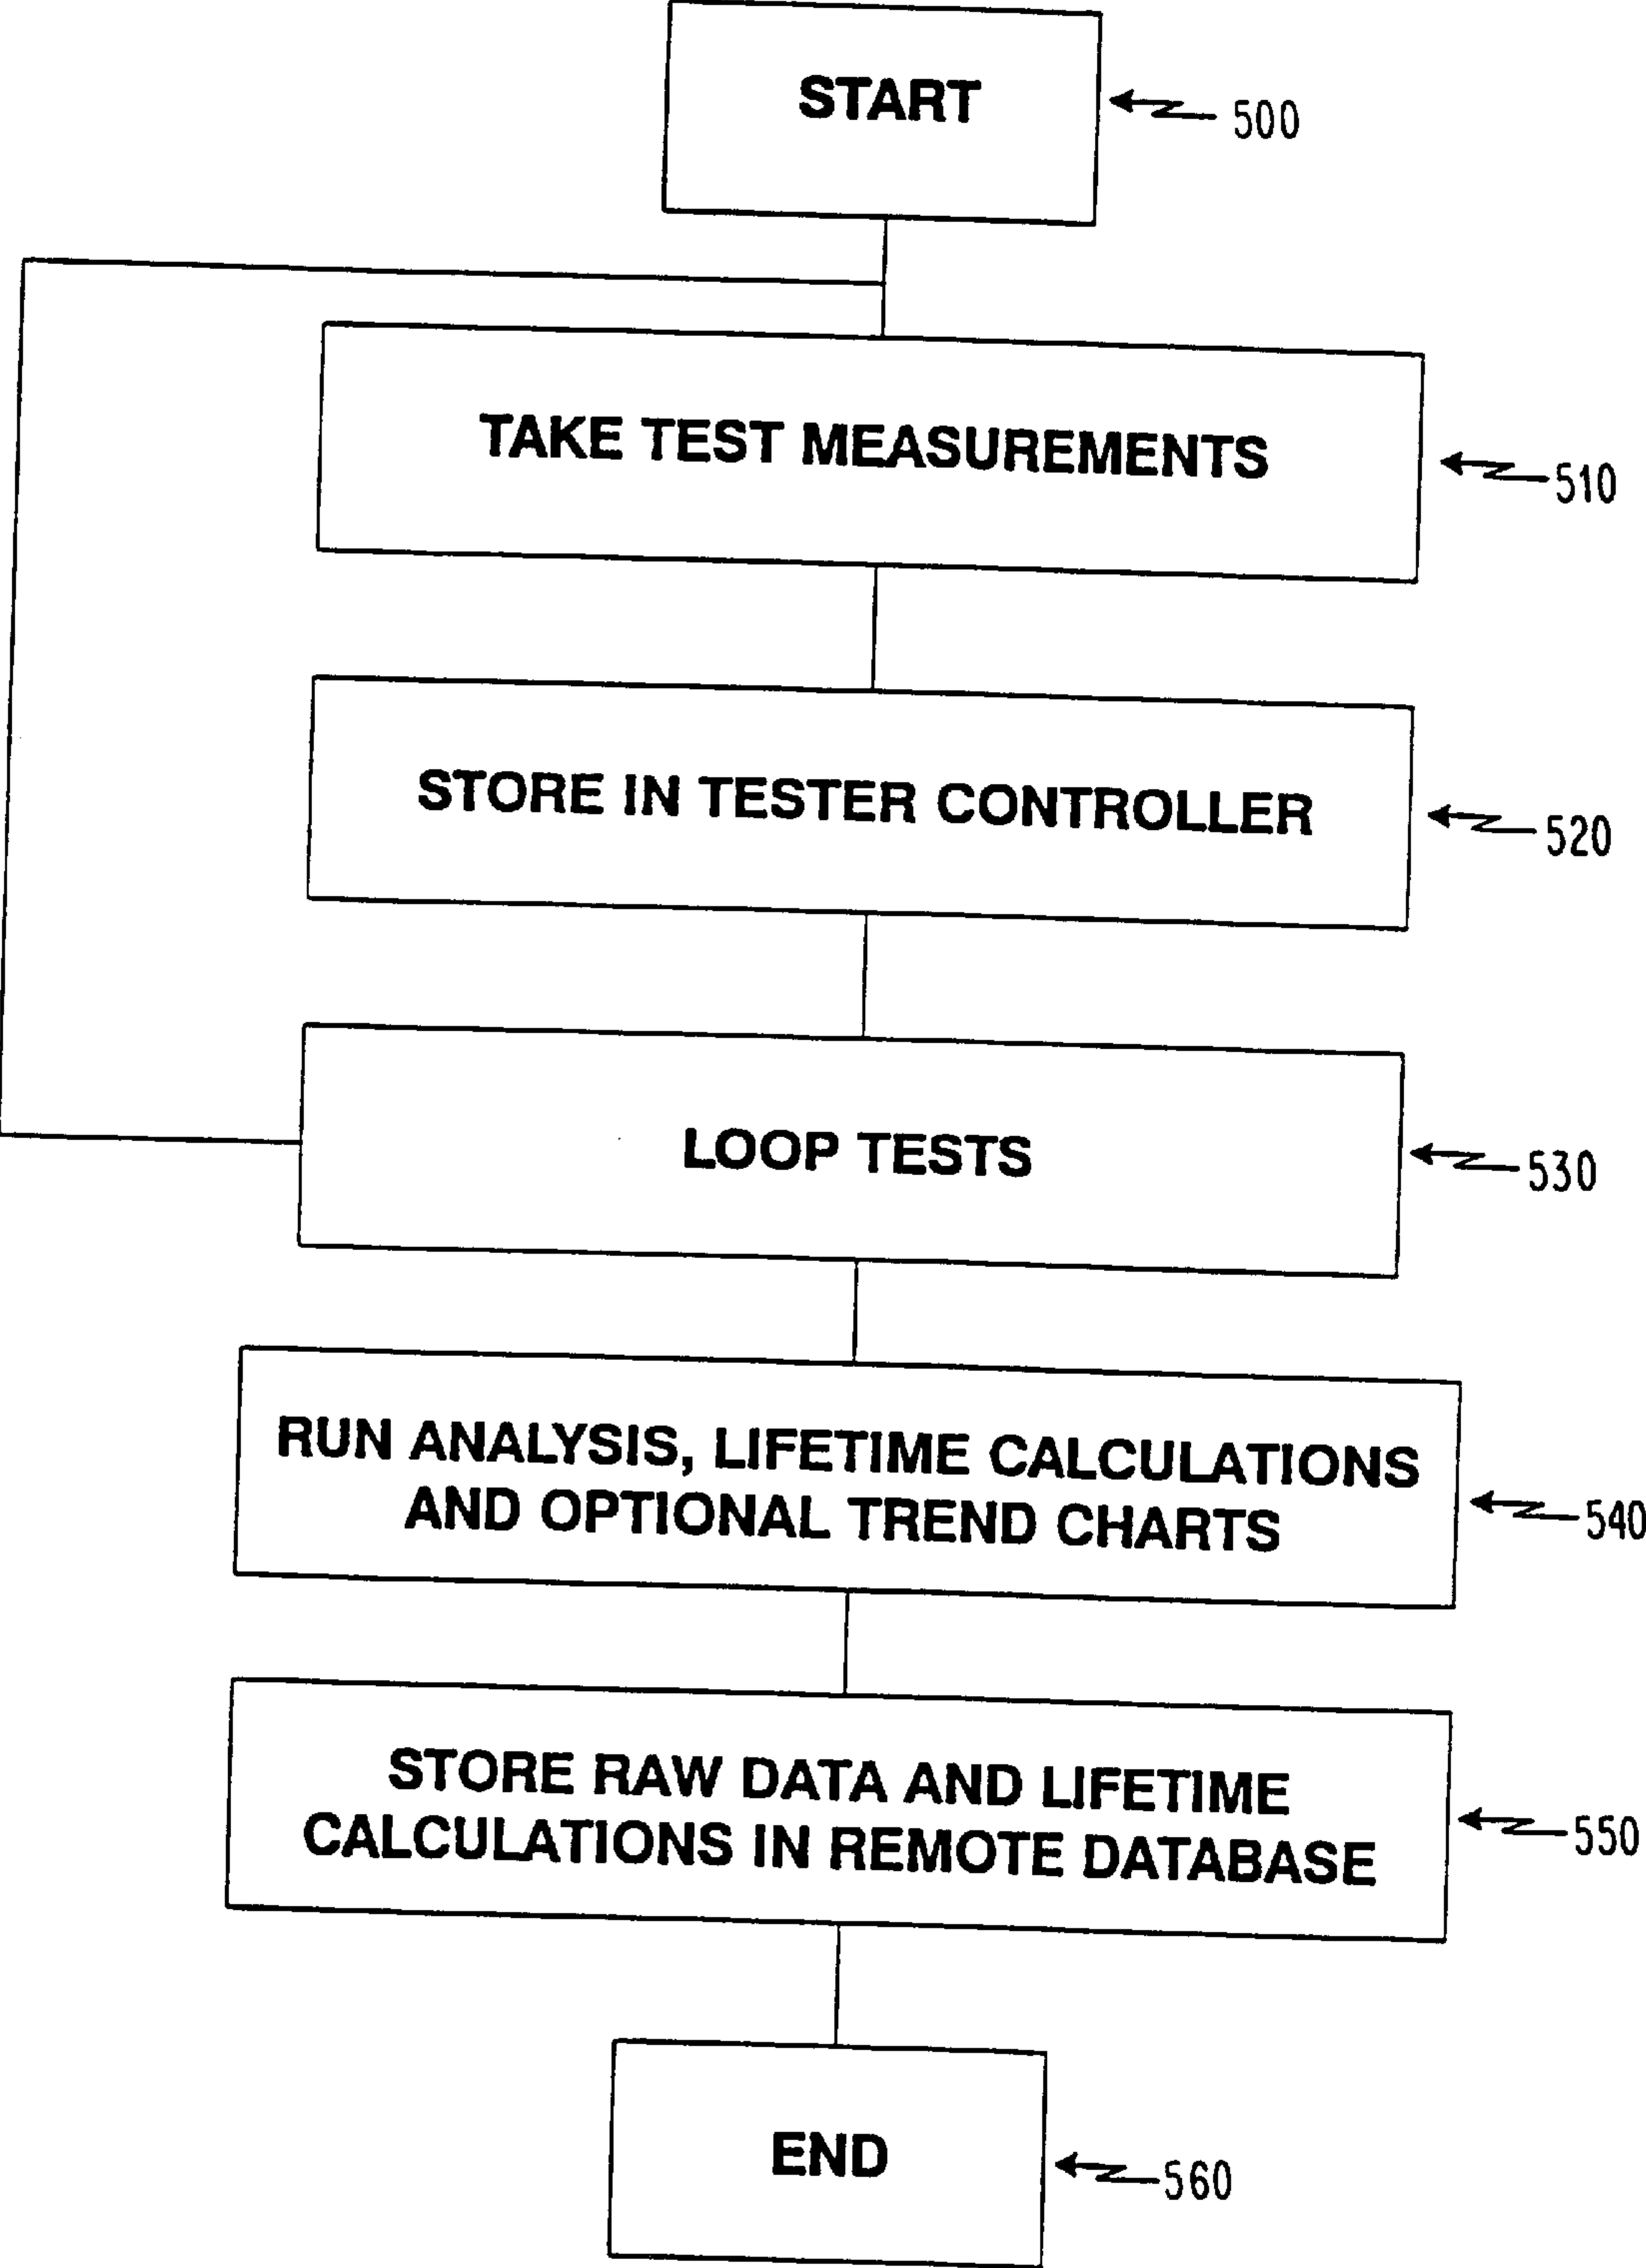 START
500
TAKE TEST MEASUREMENTS
510
STORE IN TESTER CONTROLLER
520
LOOP TESTS
530
RUN ANALYSIS, LIFETIME CALCULATIONS
AND OPTIONAL TREND CHARTS
540
STORE RAW DATA AND LIFETIME
CALCULATIONS IN REMOTE DATABASE
550
END
560